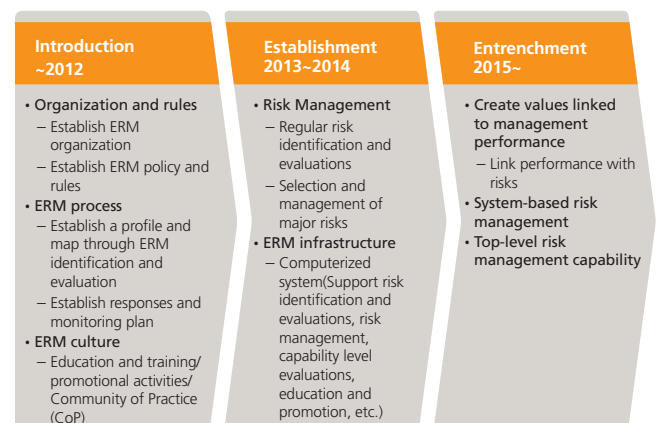 Introduction
~2012
• Organization and rules
– Establish ERM
organization
– Establish ERM policy and
rules
• ERM process
– Establish a profile and
map through ERM
identification and
evaluation
– Establish responses and
monitoring plan
• ERM culture
– Education and training/
promotional activities/
Community of Practice
(CoP)
Establishment
2013~2014
• Risk Management
– Regular risk
identification and
evaluations
– Selection and
management of
major risks
• ERM infrastructure
– Computerized
system(Support risk
identification and
evaluations, risk
management,
capability level
evaluations,
education and
promotion, etc.)
Entrenchment
2015~
• Create values linked
to management
performance
– Link performance with
risks
• System-based risk
management
• Top-level risk
management capability